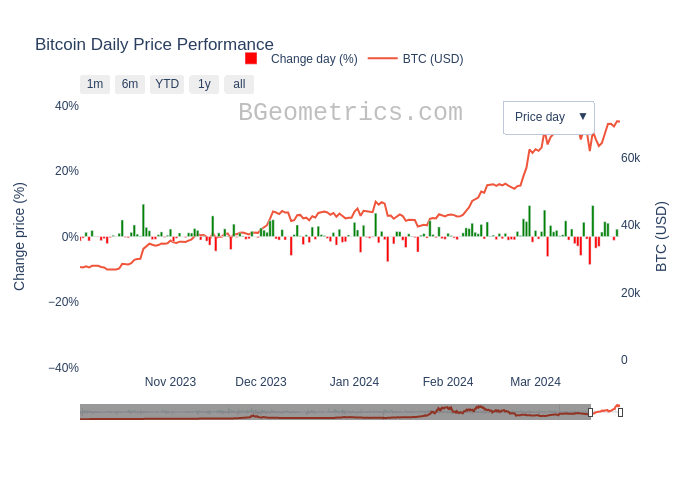 Bitcoin Daily Price Performance
Change day (%) BTC (USD)
1m 6m YTD 1y all
BGeometrics.com
Price day ▼
Change price (%)
40%
20%
0%
−20%
−40%
60k
40k
20k
0
BTC (USD)
Nov 2023 Dec 2023 Jan 2024 Feb 2024 Mar 2024